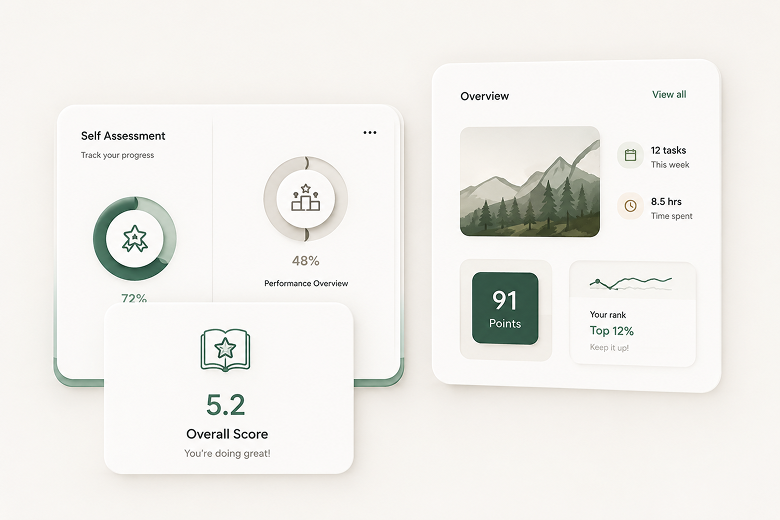 Self Assessment
Track your progress
72%
48%
Performance Overview
5.2
Overall Score
You're doing great!
Overview
View all
12 tasks
This week
8.5 hrs
Time spent
91
Points
Your rank
Top 12%
Keep it up!